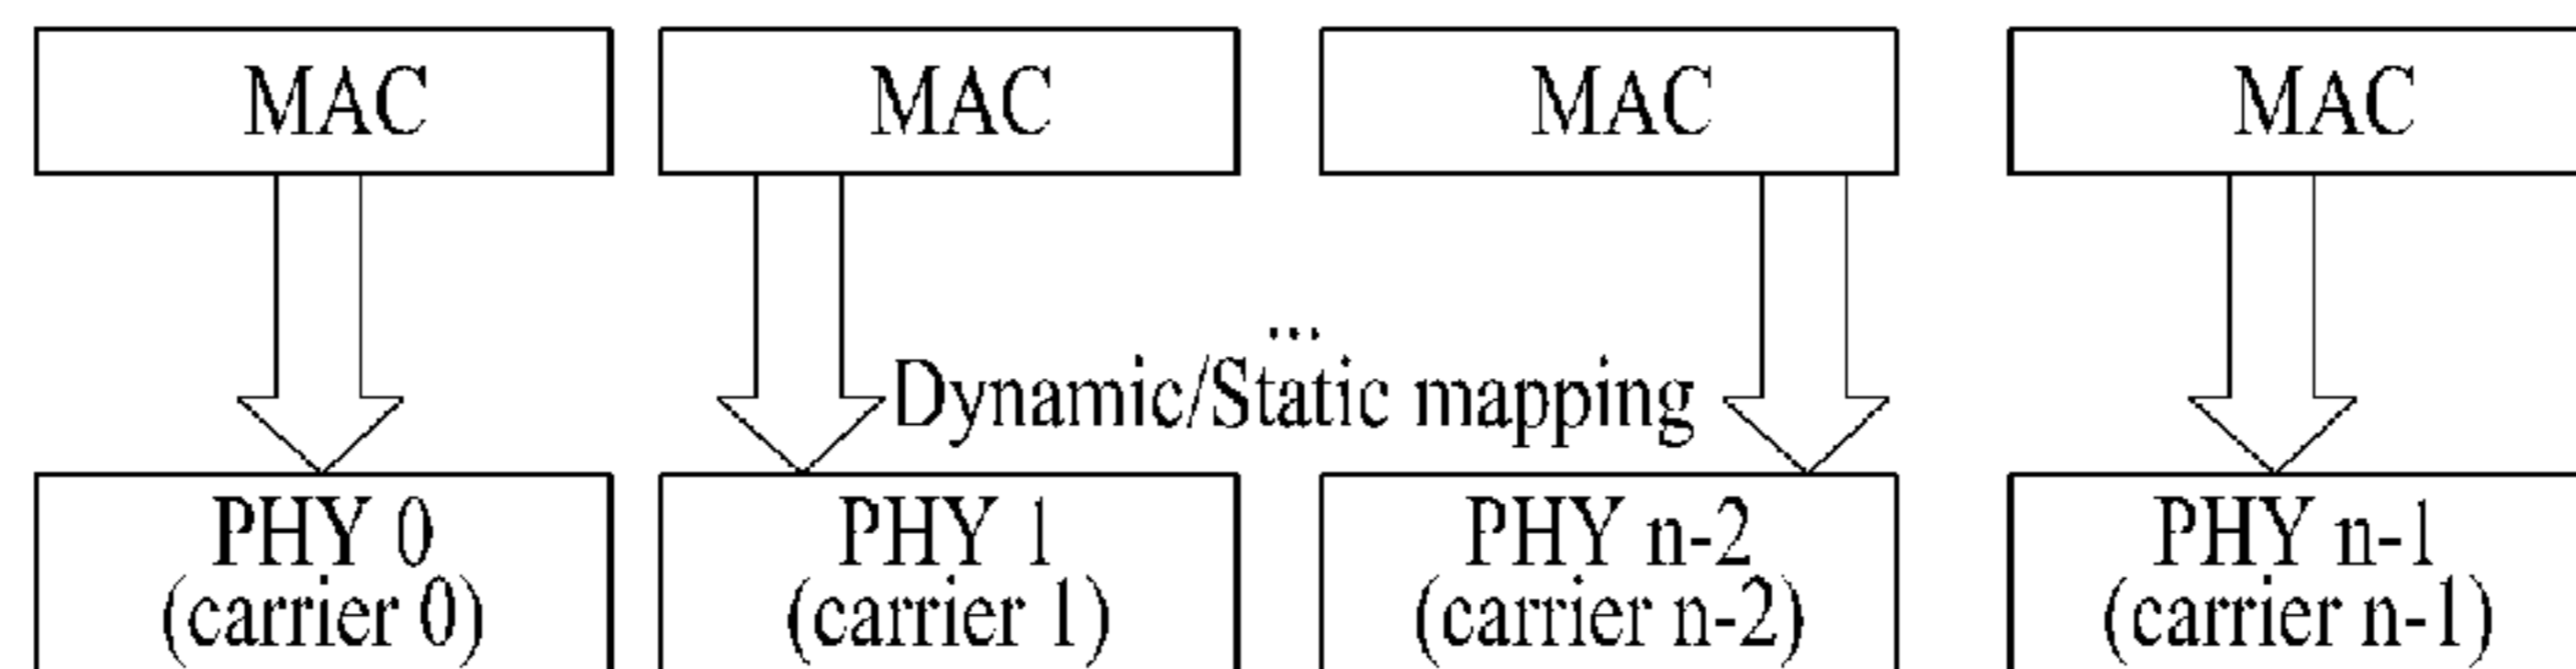 MAC MAC MAC MAC
...
Dynamic/Static mapping
PHY 0 PHY 1 PHY n-2 PHY n-1
(carrier 0) (carrier 1) (carrier n-2) (carrier n-1)